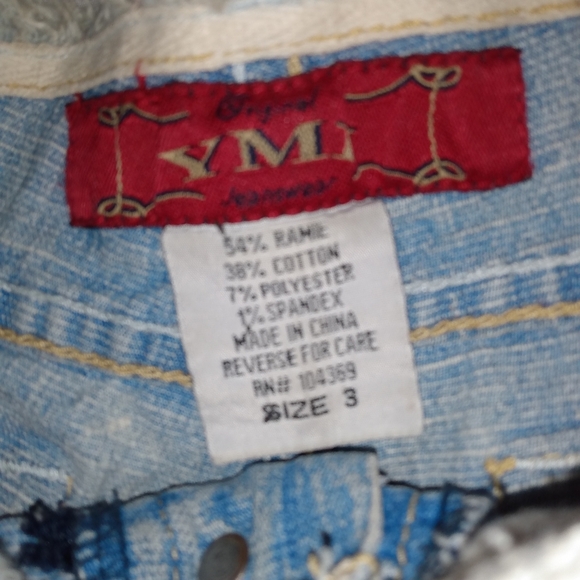 Original
YMI
Jeanswear
54% RAMIE
38% COTTON
7% POLYESTER
1% SPANDEX
MADE IN CHINA
REVERSE FOR CARE
RN# 104369
SIZE 3